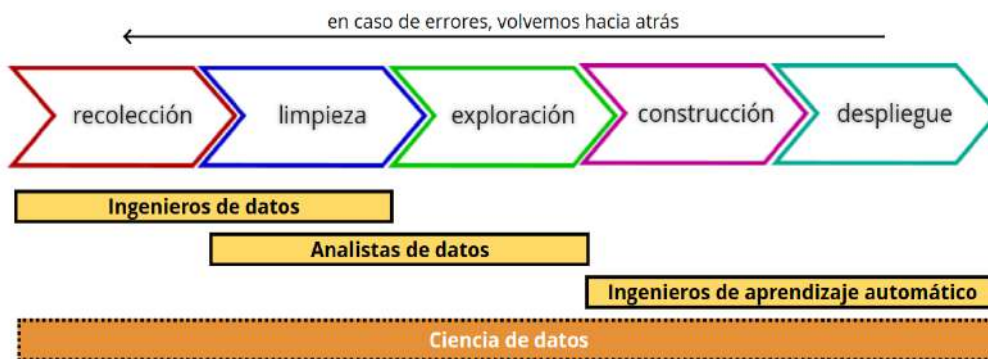 en caso de errores, volvemos hacia atrás
recolección
limpieza
exploración
construcción
despliegue
Ingenieros de datos
Analistas de datos
Ingenieros de aprendizaje automático
Ciencia de datos